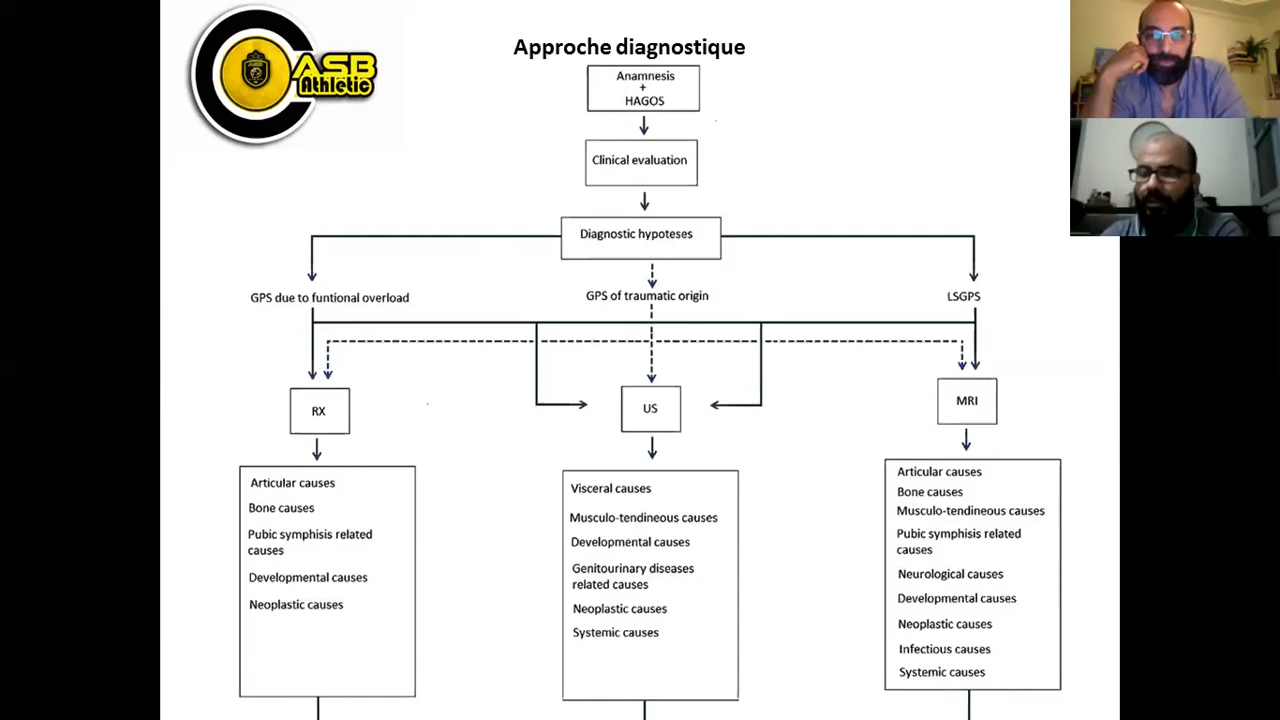 ASB
Athletic
Approche diagnostique
Anamnesis
+
HAGOS
Clinical evaluation
Diagnostic hypoteses
GPS due to funtional overload
GPS of traumatic origin
LSGPS
RX
US
MRI
Articular causes
Bone causes
Pubic symphisis related
causes
Developmental causes
Neoplastic causes
Visceral causes
Musculo-tendineous causes
Developmental causes
Genitourinary diseases
related causes
Neoplastic causes
Systemic causes
Articular causes
Bone causes
Musculo-tendineous causes
Pubic symphisis related
causes
Neurological causes
Developmental causes
Neoplastic causes
Infectious causes
Systemic causes